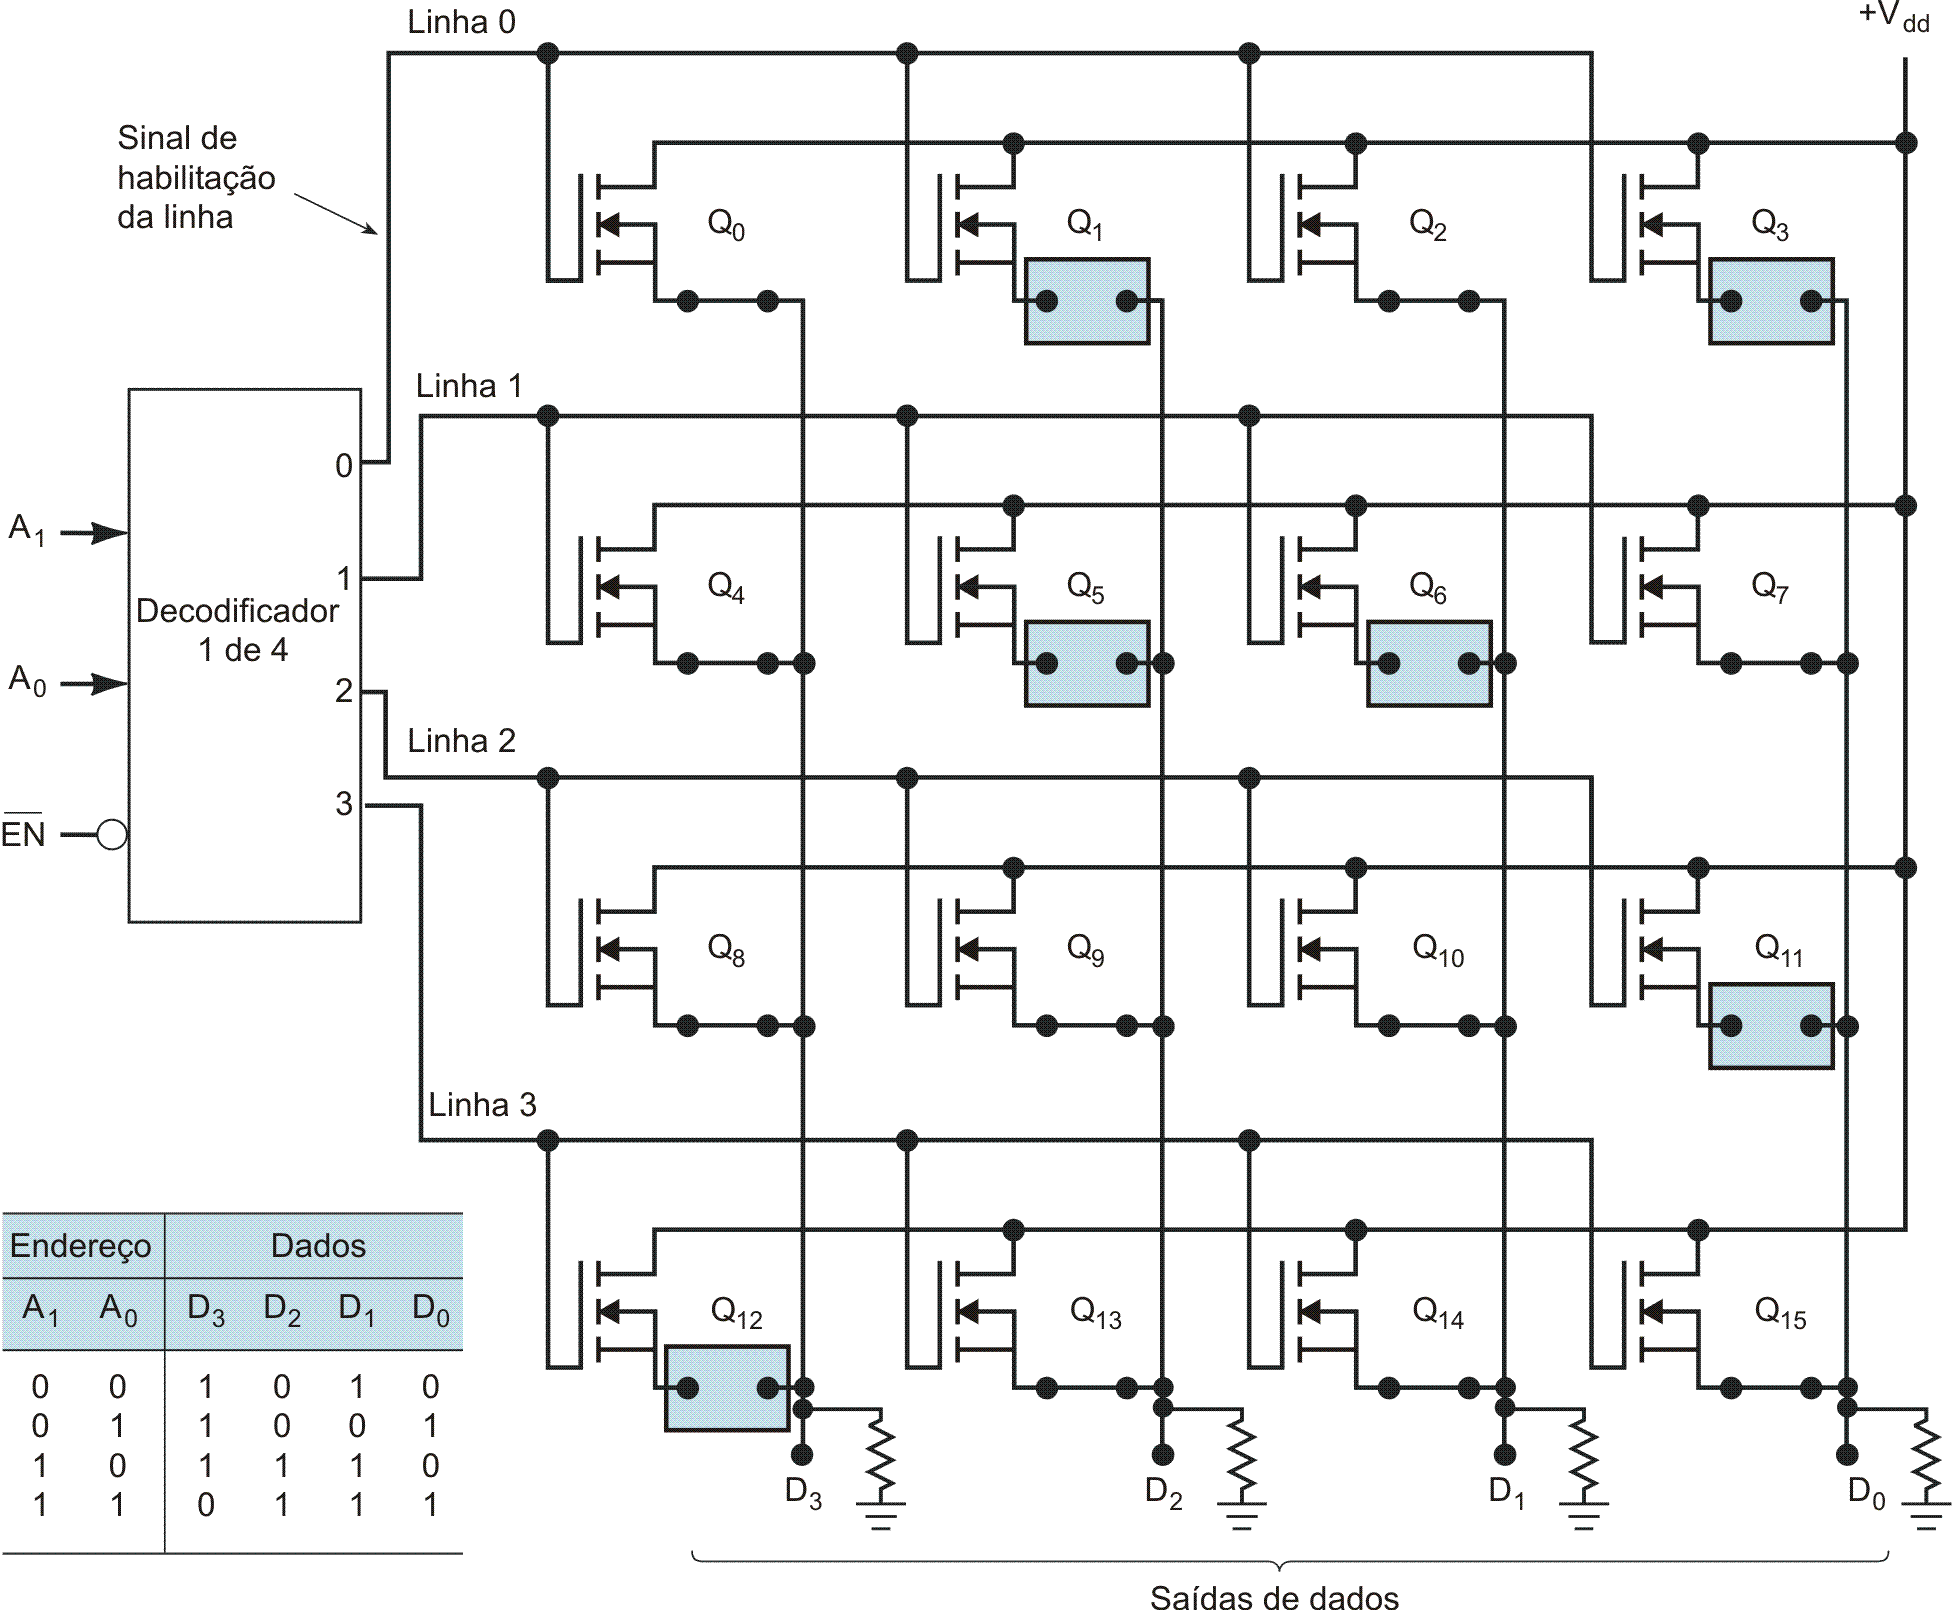 Linha 0
+Vdd
Sinal de
habilitação
da linha
Q0
Q1
Q2
Q3
Linha 1
0
A1
1
Decodificador
1 de 4
Q4
Q5
Q6
Q7
A0
2
Linha 2
3
EN
Q8
Q9
Q10
Q11
Linha 3
Q12
Q13
Q14
Q15
Endereço Dados
A1 A0 D3 D2 D1 D0
0 0 1 0 1 0
0 1 1 0 0 1
1 0 1 1 1 0
1 1 0 1 1 1
D3
D2
D1
D0
Saídas de dados